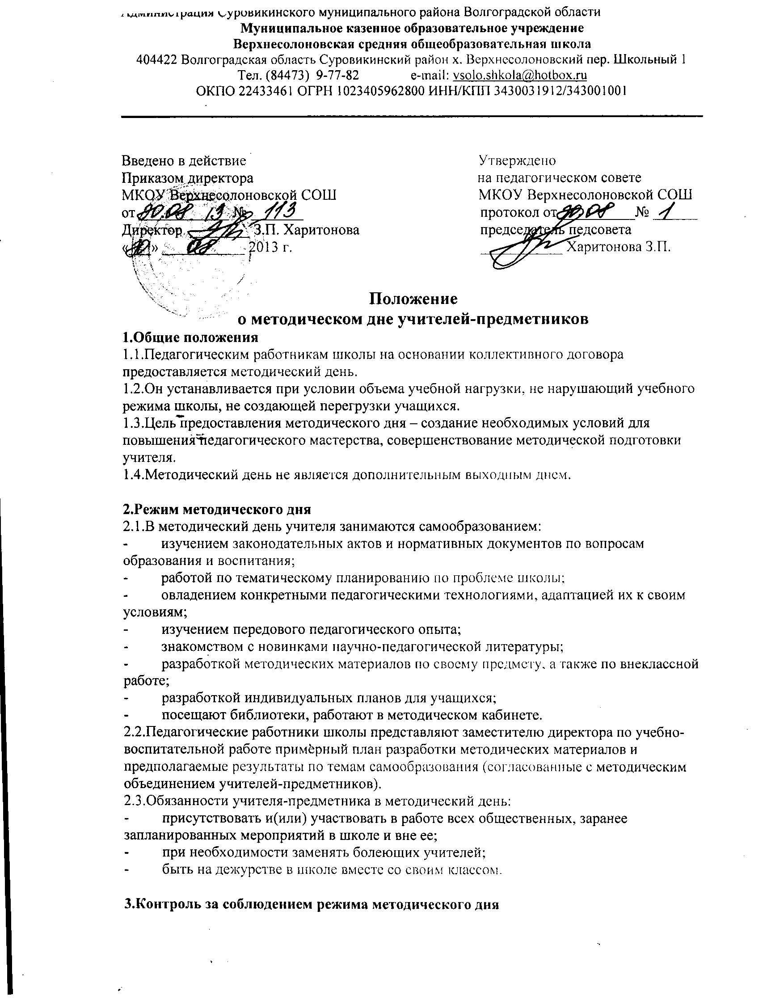 Администрация Суровикинского муниципального района Волгоградской области
Муниципальное казенное образовательное учреждение
Верхнесолоновская средняя общеобразовательная школа
404422 Волгоградская область Суровикинский район х. Верхнесолоновский пер. Школьный 1
Тел. (84473) 9-77-82 e-mail: vsolo.shkola@hotbox.ru
ОКПО 22433461 ОГРН 1023405962800 ИНН/КПП 3430031912/343001001
Введено в действие
Приказом директора
МКОУ Верхнесолоновской СОШ
от 30.08 13 № 113
Директор З.П. Харитонова
«30» 08 2013 г.
Утверждено
на педагогическом совете
МКОУ Верхнесолоновской СОШ
протокол от 30 08 № 1
председатель педсовета
Харитонова З.П.
Положение
о методическом дне учителей-предметников
1.Общие положения
1.1.Педагогическим работникам школы на основании коллективного договора
предоставляется методический день.
1.2.Он устанавливается при условии объема учебной нагрузки, не нарушающий учебного
режима школы, не создающей перегрузки учащихся.
1.3.Цель предоставления методического дня – создание необходимых условий для
повышения педагогического мастерства, совершенствование методической подготовки
учителя.
1.4.Методический день не является дополнительным выходным днем.
2.Режим методического дня
2.1.В методический день учителя занимаются самообразованием:
- изучением законодательных актов и нормативных документов по вопросам
образования и воспитания;
- работой по тематическому планированию по проблеме школы;
- овладением конкретными педагогическими технологиями, адаптацией их к своим
условиям;
- изучением передового педагогического опыта;
- знакомством с новинками научно-педагогической литературы;
- разработкой методических материалов по своему предмету, а также по внеклассной
работе;
- разработкой индивидуальных планов для учащихся;
- посещают библиотеки, работают в методическом кабинете.
2.2.Педагогические работники школы представляют заместителю директора по учебно-
воспитательной работе примерный план разработки методических материалов и
предполагаемые результаты по темам самообразования (согласованные с методическим
объединением учителей-предметников).
2.3.Обязанности учителя-предметника в методический день:
- присутствовать и(или) участвовать в работе всех общественных, заранее
запланированных мероприятий в школе и вне ее;
- при необходимости заменять болеющих учителей;
- быть на дежурстве в школе вместе со своим классом.
3.Контроль за соблюдением режима методического дня